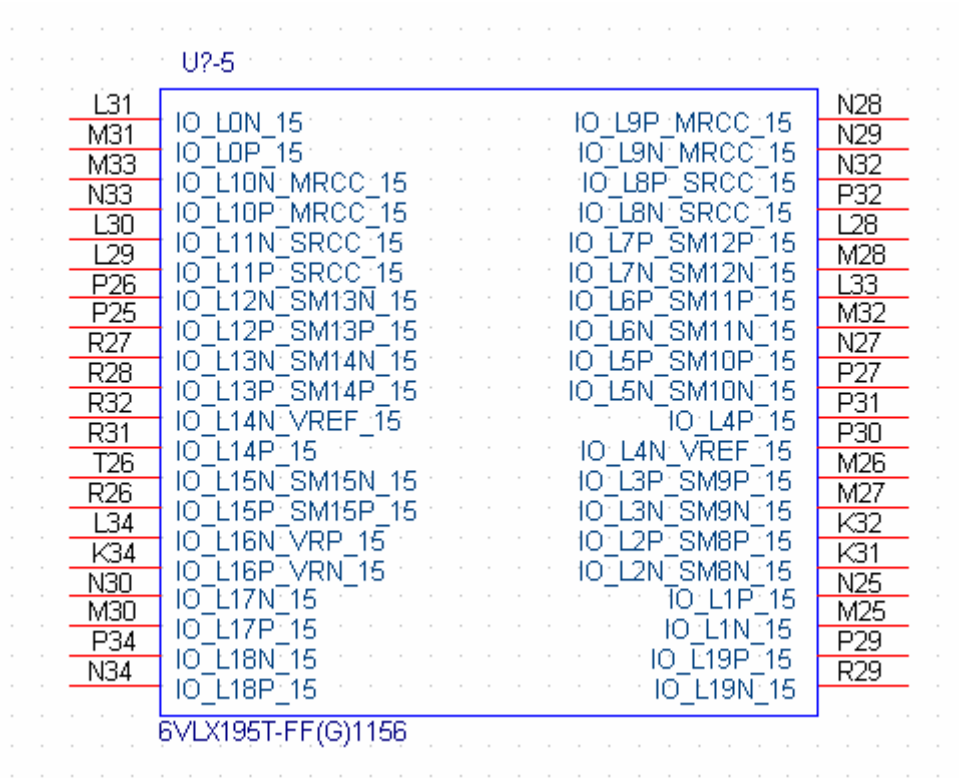 U?-5
L31 IO_L0N_15 IO_L9P_MRCC_15 N28
M31 IO_L0P_15 IO_L9N_MRCC_15 N29
M33 IO_L10N_MRCC_15 IO_L8P_SRCC_15 N32
N33 IO_L10P_MRCC_15 IO_L8N_SRCC_15 P32
L30 IO_L11N_SRCC_15 IO_L7P_SM12P_15 L28
L29 IO_L11P_SRCC_15 IO_L7N_SM12N_15 M28
P26 IO_L12N_SM13N_15 IO_L6P_SM11P_15 L33
P25 IO_L12P_SM13P_15 IO_L6N_SM11N_15 M32
R27 IO_L13N_SM14N_15 IO_L5P_SM10P_15 N27
R28 IO_L13P_SM14P_15 IO_L5N_SM10N_15 P27
R32 IO_L14N_VREF_15 IO_L4P_15 P31
R31 IO_L14P_15 IO_L4N_VREF_15 P30
T26 IO_L15N_SM15N_15 IO_L3P_SM9P_15 M26
R26 IO_L15P_SM15P_15 IO_L3N_SM9N_15 M27
L34 IO_L16N_VRP_15 IO_L2P_SM8P_15 K32
K34 IO_L16P_VRN_15 IO_L2N_SM8N_15 K31
N30 IO_L17N_15 IO_L1P_15 N25
M30 IO_L17P_15 IO_L1N_15 M25
P34 IO_L18N_15 IO_L19P_15 P29
N34 IO_L18P_15 IO_L19N_15 R29
6VLX195T-FF(G)1156